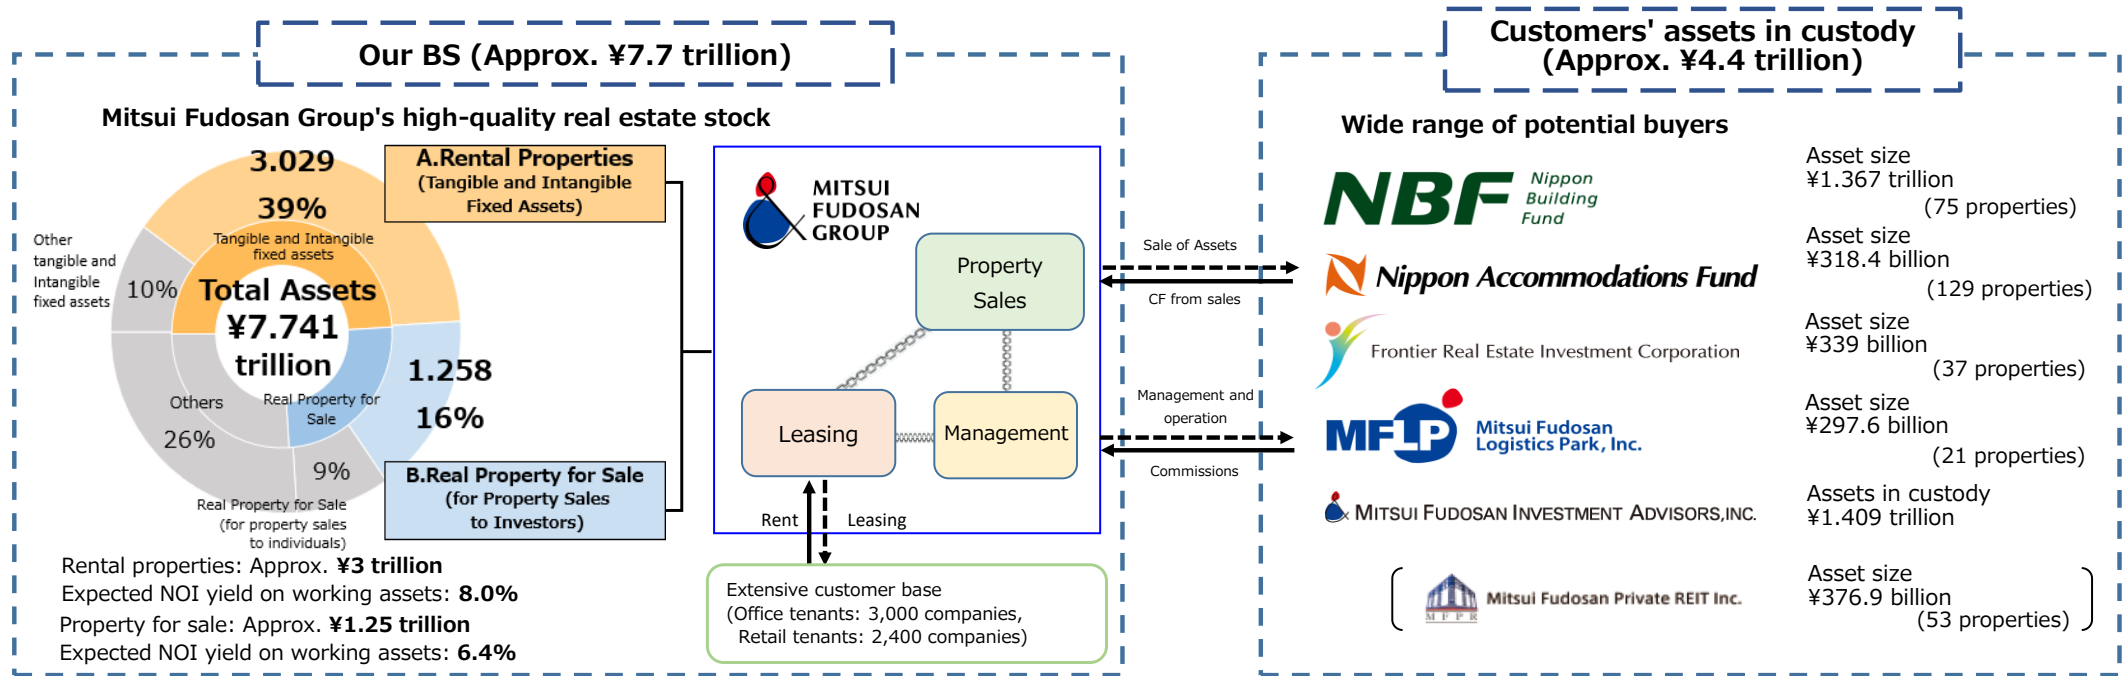 Our BS (Approx. ¥7.7 trillion)
Mitsui Fudosan Group's high-quality real estate stock
3.029
39%
Tangible and Intangible
fixed assets
Other
tangible and
Intangible
fixed assets
10%
Total Assets
¥7.741
trillion
1.258
16%
Others
26%
Real Property for
Sale
9%
Real Property for Sale
(for property sales
to individuals)
A.Rental Properties
(Tangible and Intangible
Fixed Assets)
B.Real Property for Sale
(for Property Sales
to Investors)
Rental properties: Approx. ¥3 trillion
Expected NOI yield on working assets: 8.0%
Property for sale: Approx. ¥1.25 trillion
Expected NOI yield on working assets: 6.4%
MITSUI
FUDOSAN
GROUP
Property
Sales
Leasing
Management
Rent
Leasing
Extensive customer base
(Office tenants: 3,000 companies,
Retail tenants: 2,400 companies)
Sale of Assets
CF from sales
Management and
operation
Commissions
Customers' assets in custody
(Approx. ¥4.4 trillion)
Wide range of potential buyers
NBF
Nippon
Building
Fund
Asset size
¥1.367 trillion
(75 properties)
Nippon Accommodations Fund
Asset size
¥318.4 billion
(129 properties)
Frontier Real Estate Investment Corporation
Asset size
¥339 billion
(37 properties)
MFLP
Mitsui Fudosan
Logistics Park, Inc.
Asset size
¥297.6 billion
(21 properties)
MITSUI FUDOSAN INVESTMENT ADVISORS,INC.
Assets in custody
¥1.409 trillion
MFPR
Mitsui Fudosan Private REIT Inc.
Asset size
¥376.9 billion
(53 properties)